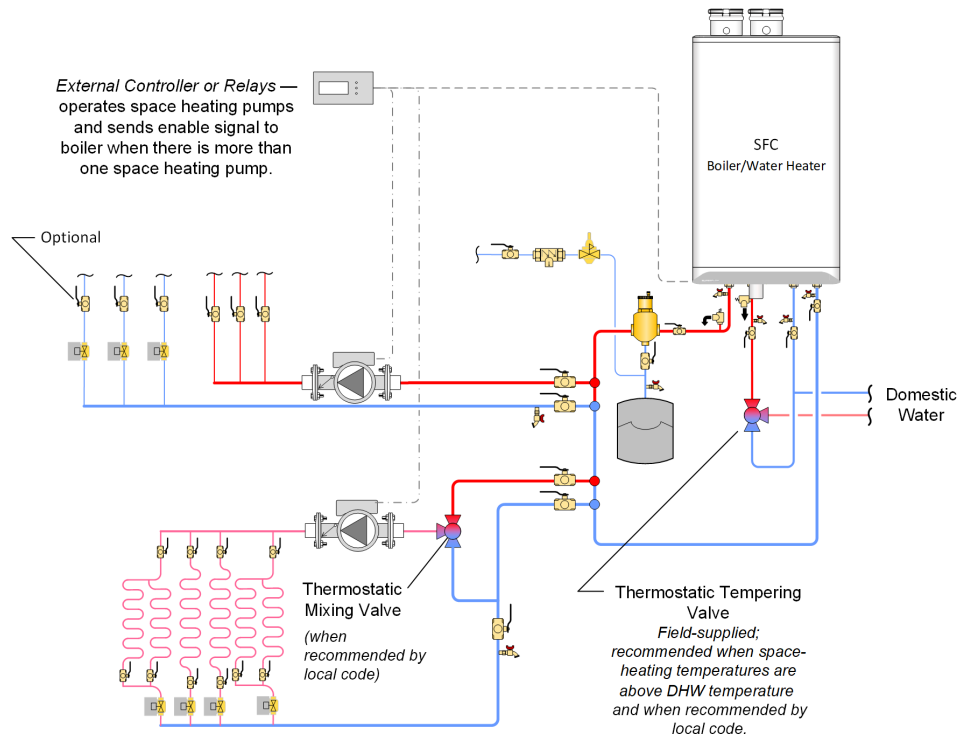 External Controller or Relays —
operates space heating pumps
and sends enable signal to
boiler when there is more than
one space heating pump.
SFC
Boiler/Water Heater
Optional
Domestic
Water
Thermostatic
Mixing Valve
(when
recommended by
local code)
Thermostatic Tempering
Valve
Field-supplied;
recommended when space-
heating temperatures are
above DHW temperature
and when recommended by
local code.